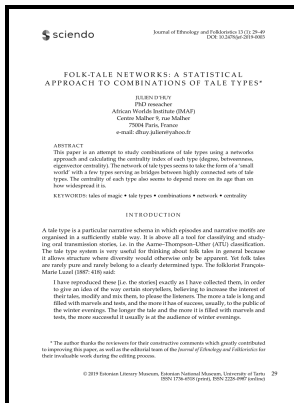 sciendo
Journal of Ethnology and Folkloristics 13 (1): 29–49
DOI: 10.2478/jef-2019-0003
FOLK-TALE NETWORKS: A STATISTICAL
APPROACH TO COMBINATIONS OF TALE TYPES*
JULIEN D'HUY
PhD reseacher
African Worlds Institute (IMAF)
Centre Malher 9, rue Malher
75004 Paris, France
e-mail: dhuy.julien@yahoo.fr
ABSTRACT
This paper is an attempt to study combinations of tale types using a networks
approach and calculating the centrality index of each type (degree, betweenness,
eigenvector centrality). The network of tale types seems to take the form of a 'small
world' with a few types serving as bridges between highly connected sets of tale
types. The centrality of each type also seems to depend more on its age than on
how widespread it is.
KEYWORDS: tales of magic • tale types • combinations • network • centrality
INTRODUCTION
A tale type is a particular narrative schema in which episodes and narrative motifs are
organised in a sufficiently stable way. It is above all a tool for classifying and study-
ing oral transmission stories, i.e. in the Aarne–Thompson–Uther (ATU) classification.
The tale type system is very useful for thinking about folk tales in general because
it allows structure where diversity would otherwise only be apparent. Yet folk tales
are rarely pure and rarely belong to a clearly determined type. The folklorist François-
Marie Luzel (1887: 418) said:
I have reproduced these [i.e. the stories] exactly as I have collected them, in order
to give an idea of the way certain storytellers, believing to increase the interest of
their tales, modify and mix them, to please the listeners. The more a tale is long and
filled with marvels and tests, and the more it has of success, usually, to the public of
the winter evenings. The longer the tale and the more it is filled with marvels and
tests, the more successful it usually is at the audience of winter evenings.
* The author thanks the reviewers for their constructive comments which greatly contributed
to improving this paper, as well as the editorial team of the Journal of Ethnology and Folkloristics for
their invaluable work during the editing process.
© 2019 Estonian Literary Museum, Estonian National Museum, University of Tartu 29
ISSN 1736-6518 (print), ISSN 2228-0987 (online)